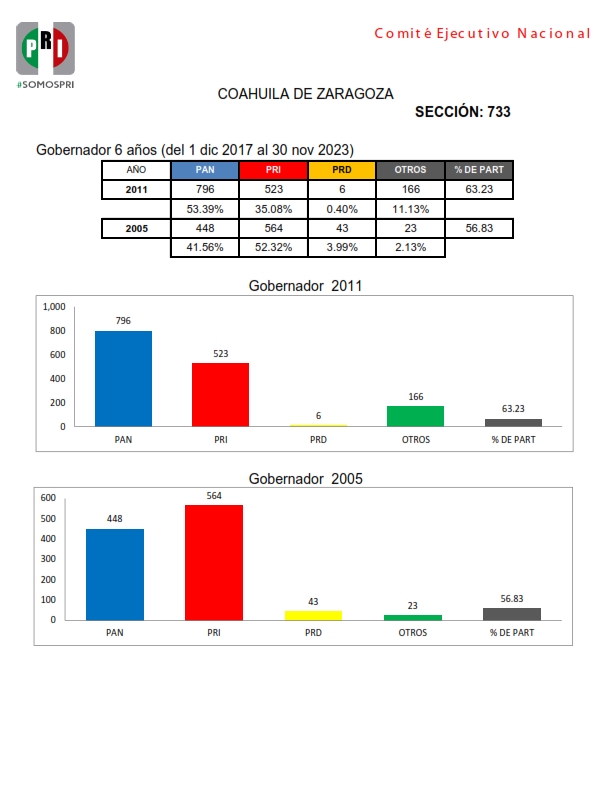 Comité Ejecutivo Nacional
PRI
#SOMOSPRI
COAHUILA DE ZARAGOZA
SECCIÓN: 733
Gobernador 6 años (del 1 dic 2017 al 30 nov 2023)
AÑO PAN PRI PRD OTROS % DE PART
2011 796 523 6 166 63.23
53.39% 35.08% 0.40% 11.13%
2005 448 564 43 23 56.83
41.56% 52.32% 3.99% 2.13%
Gobernador 2011
1,000
800
600
400
200
0
796
523
6
166
63.23
PAN PRI PRD OTROS % DE PART
Gobernador 2005
600
500
400
300
200
100
0
448
564
43
23
56.83
PAN PRI PRD OTROS % DE PART